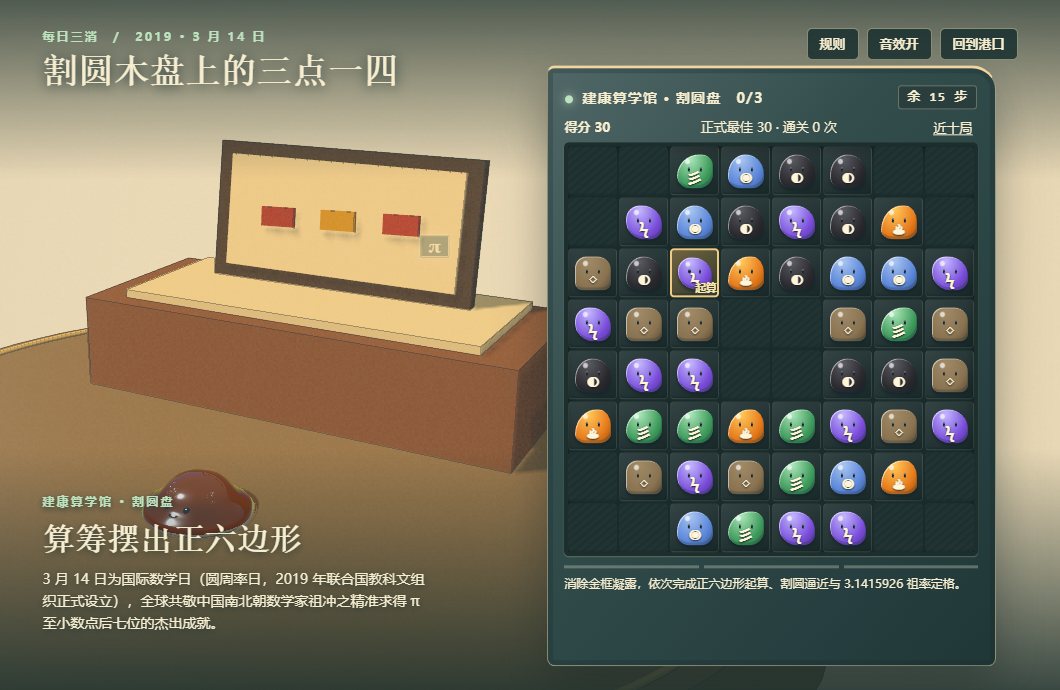 每日三消 / 2019・3 月 14 日
割圆木盘上的三点一四
规则
音效开
回到港口
建康算学馆・割圆盘 0/3
余 15 步
得分 30
正式最佳 30 · 通关 0 次
近十局
π
起算
建康算学馆・割圆盘
算筹摆出正六边形
3 月 14 日为国际数学日（圆周率日，2019 年联合国教科文组
织正式设立），全球共敬中国南北朝数学家祖冲之精准求得 π
至小数点后七位的杰出成就。
消除金框凝露，依次完成正六边形起算、割圆逼近与 3.1415926 祖率定格。